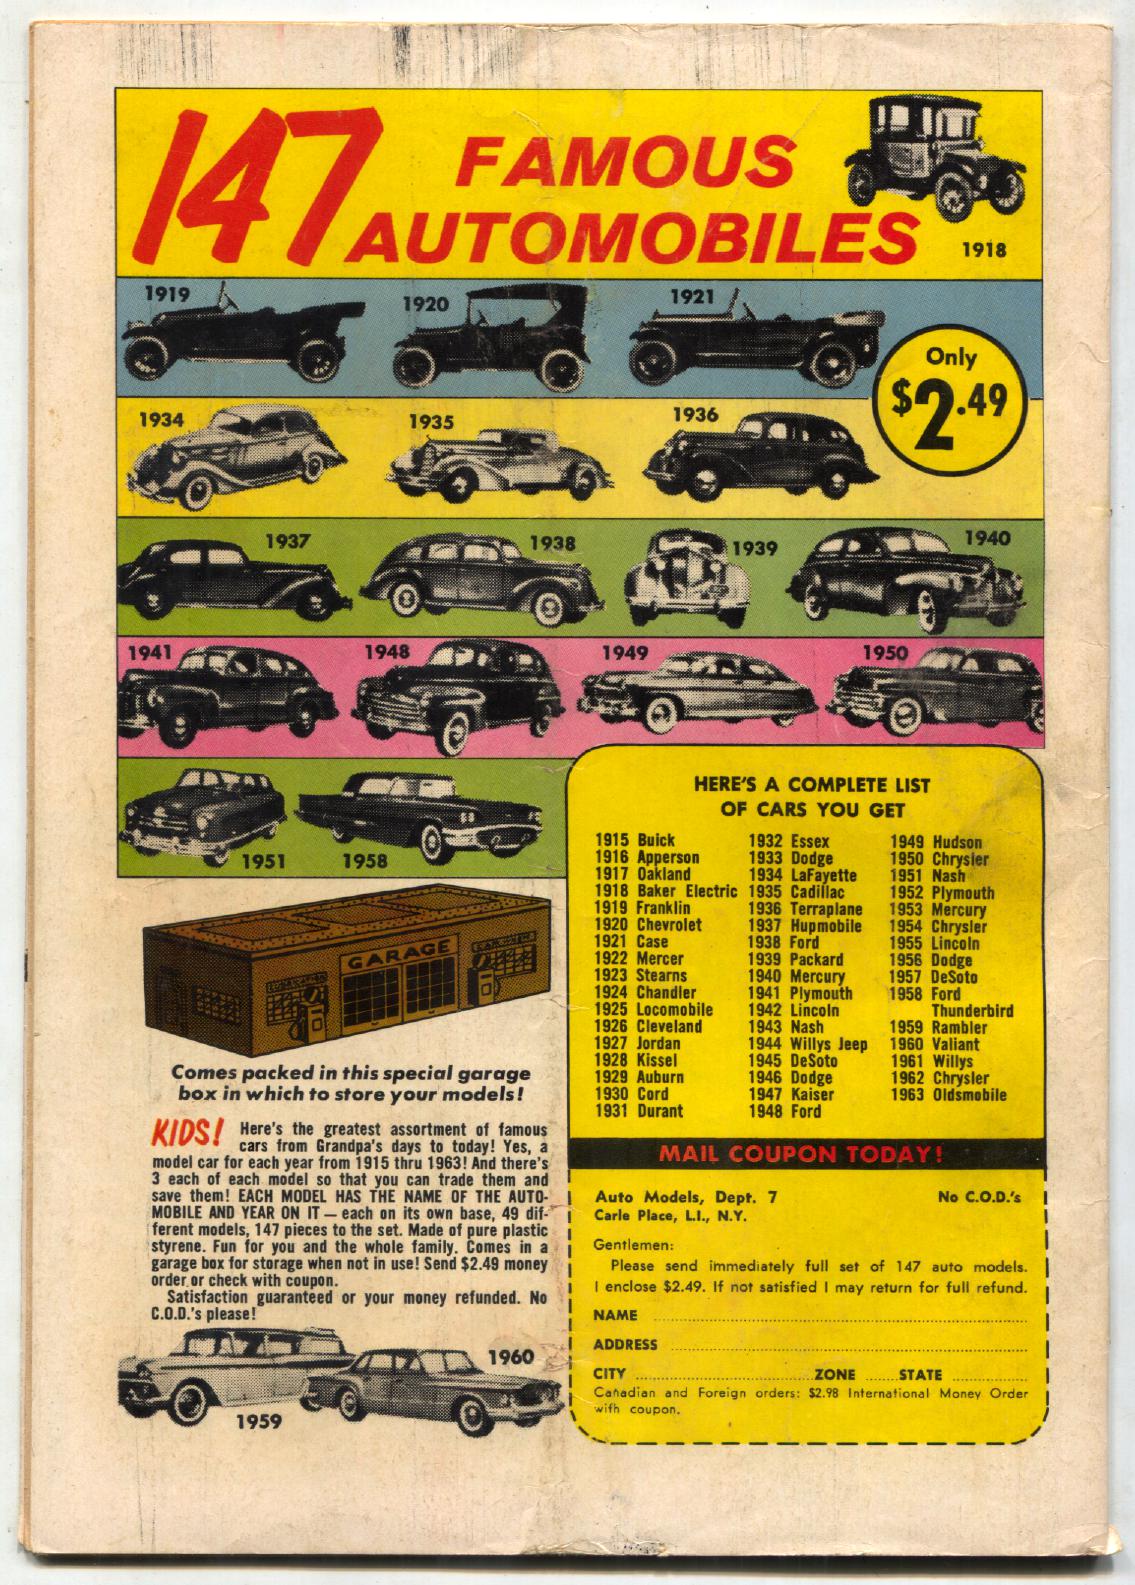 147 FAMOUS
AUTOMOBILES
1918
1919
1920
1921
Only
$2.49
1934
1935
1936
1937
1938
1939
1940
1941
1948
1949
1950
1951
1958
GARAGE
LUBRICATION
CAR WASH
Comes packed in this special garage
box in which to store your models!
KIDS! Here's the greatest assortment of famous
cars from Grandpa's days to today! Yes, a
model car for each year from 1915 thru 1963! And there's
3 each of each model so that you can trade them and
save them! EACH MODEL HAS THE NAME OF THE AUTO-
MOBILE AND YEAR ON IT — each on its own base, 49 dif-
ferent models, 147 pieces to the set. Made of pure plastic
styrene. Fun for you and the whole family. Comes in a
garage box for storage when not in use! Send $2.49 money
order or check with coupon.
Satisfaction guaranteed or your money refunded. No
C.O.D.'s please!
1959
1960
HERE'S A COMPLETE LIST
OF CARS YOU GET
1915 Buick
1916 Apperson
1917 Oakland
1918 Baker Electric
1919 Franklin
1920 Chevrolet
1921 Case
1922 Mercer
1923 Stearns
1924 Chandler
1925 Locomobile
1926 Cleveland
1927 Jordan
1928 Kissel
1929 Auburn
1930 Cord
1931 Durant
1932 Essex
1933 Dodge
1934 LaFayette
1935 Cadillac
1936 Terraplane
1937 Hupmobile
1938 Ford
1939 Packard
1940 Mercury
1941 Plymouth
1942 Lincoln
1943 Nash
1944 Willys Jeep
1945 DeSoto
1946 Dodge
1947 Kaiser
1948 Ford
1949 Hudson
1950 Chrysler
1951 Nash
1952 Plymouth
1953 Mercury
1954 Chrysler
1955 Lincoln
1956 Dodge
1957 DeSoto
1958 Ford
Thunderbird
1959 Rambler
1960 Valiant
1961 Willys
1962 Chrysler
1963 Oldsmobile
MAIL COUPON TODAY!
Auto Models, Dept. 7 No C.O.D.'s
Carle Place, L.I., N.Y.
Gentlemen:
Please send immediately full set of 147 auto models.
I enclose $2.49. If not satisfied I may return for full refund.
NAME
ADDRESS
CITY ZONE STATE
Canadian and Foreign orders: $2.98 International Money Order
with coupon.